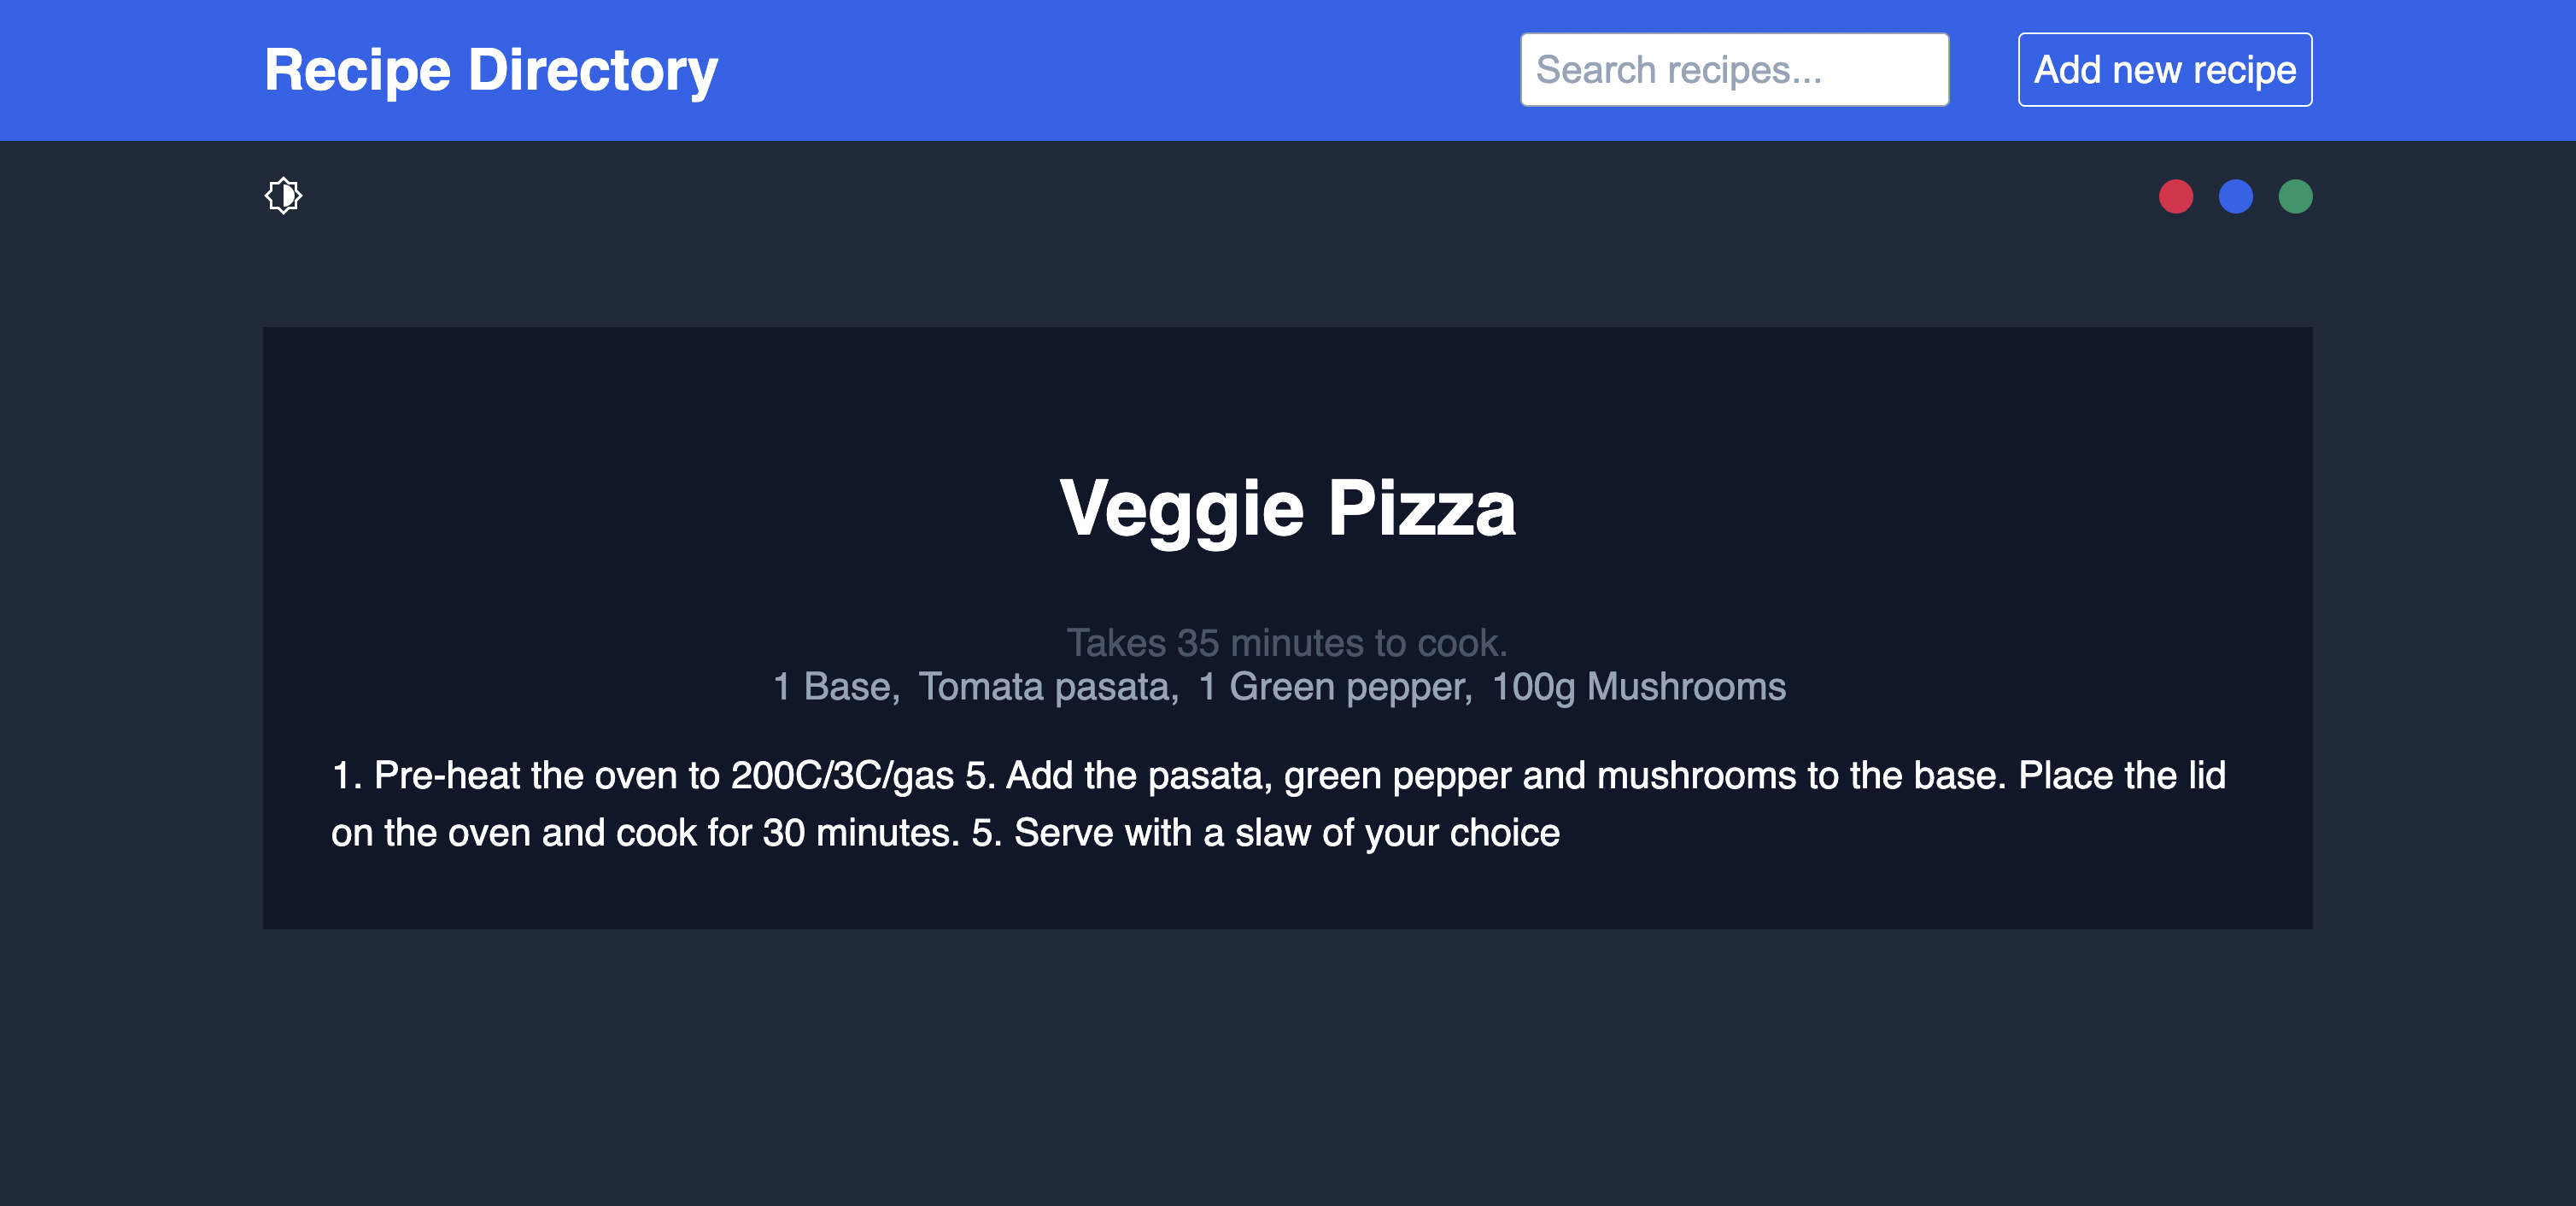 Recipe Directory
Search recipes...
Add new recipe
Veggie Pizza
Takes 35 minutes to cook.
1 Base, Tomata pasata, 1 Green pepper, 100g Mushrooms
1. Pre-heat the oven to 200C/3C/gas 5. Add the pasata, green pepper and mushrooms to the base. Place the lid
on the oven and cook for 30 minutes. 5. Serve with a slaw of your choice